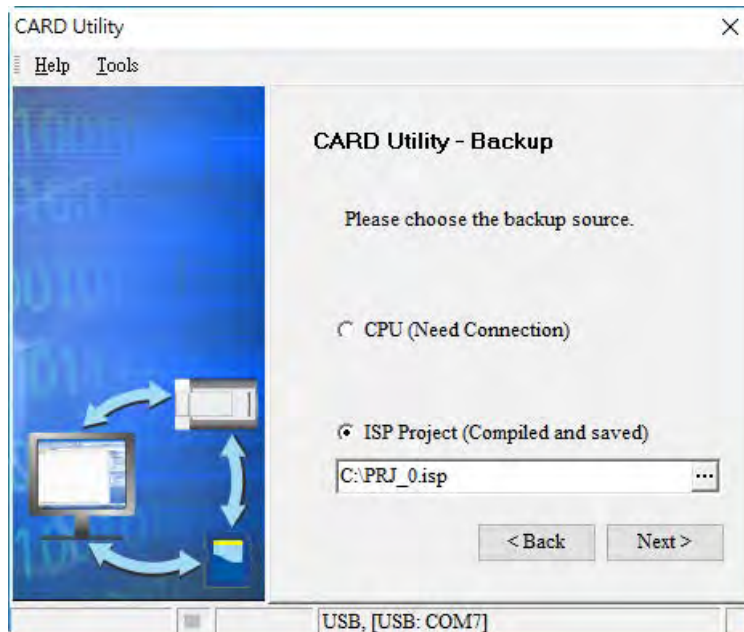 CARD Utility
Help Tools
CARD Utility - Backup
Please choose the backup source.
CPU (Need Connection)
ISP Project (Compiled and saved)
C:\PRJ_0.isp
...
< Back Next >
USB, [USB: COM7]